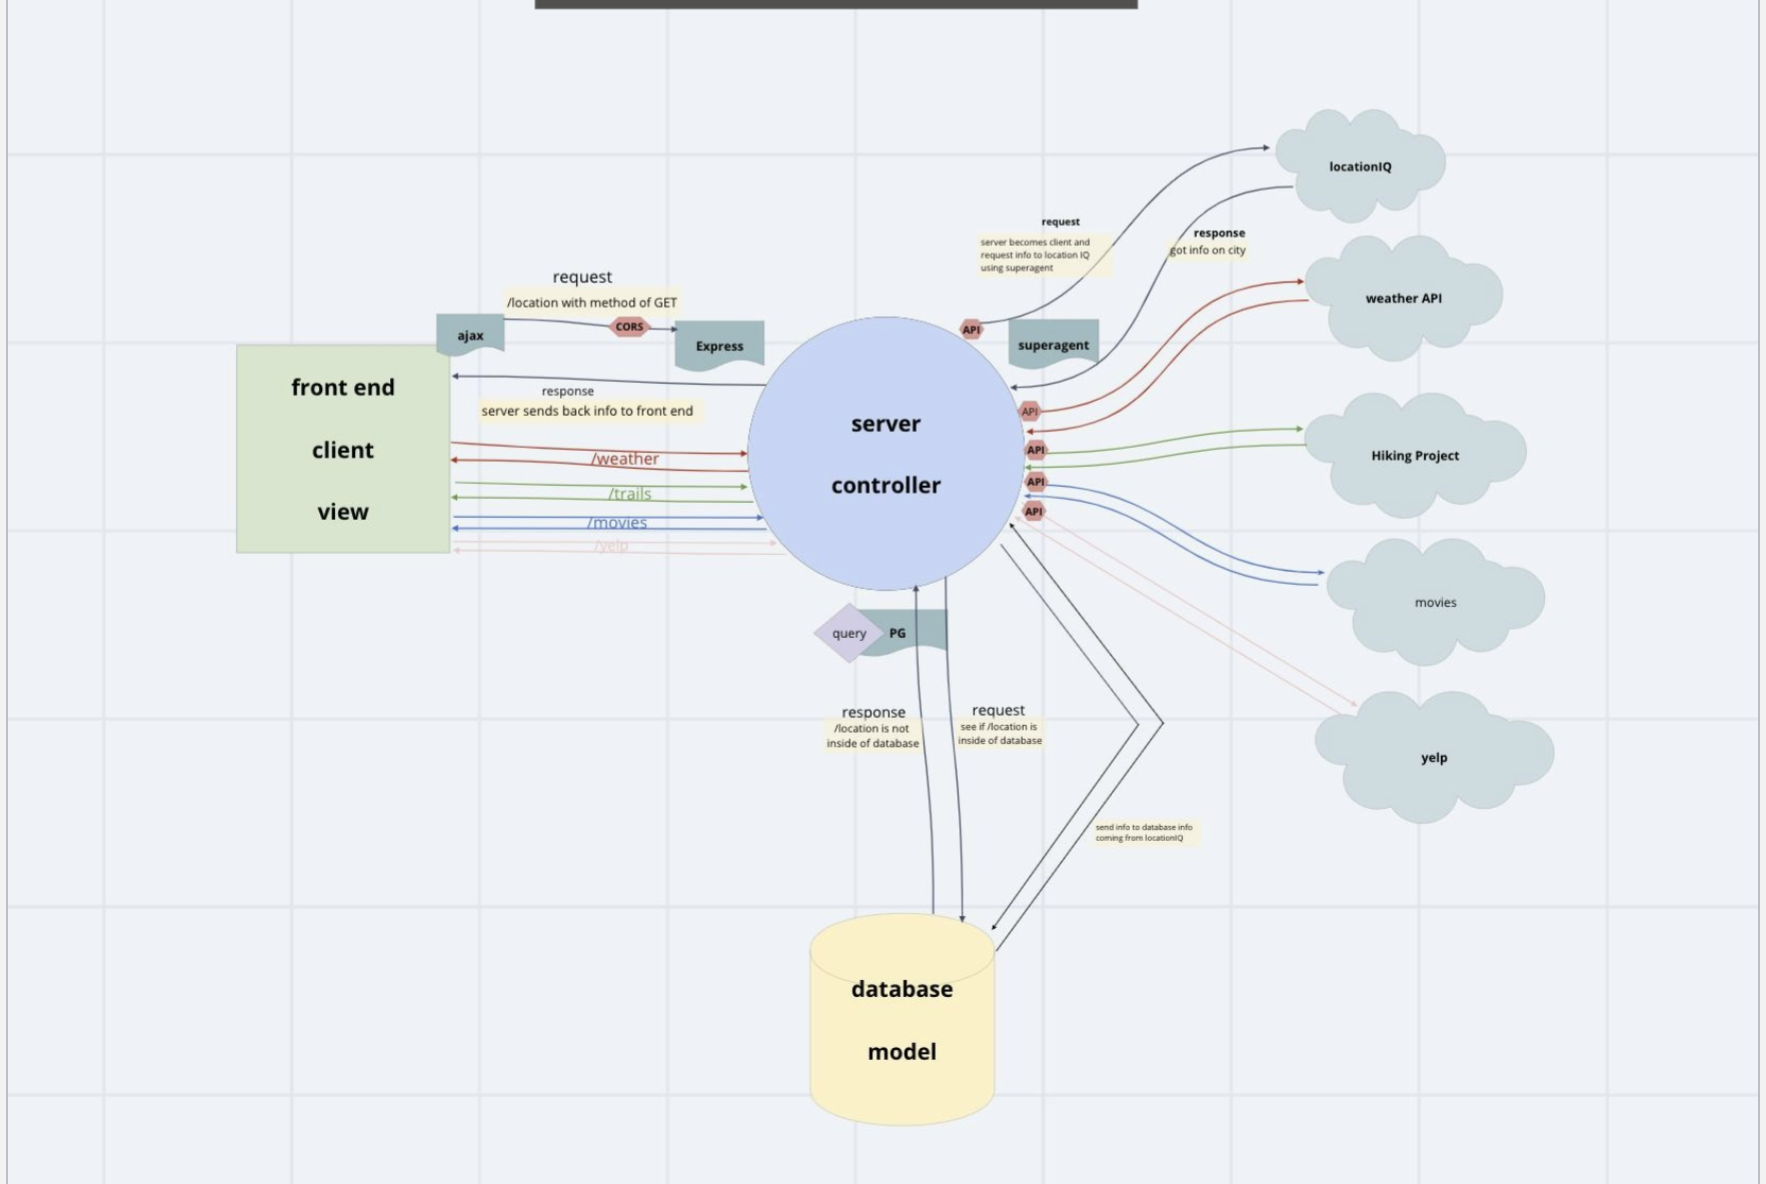 locationIQ
request
server becomes client and
request info to location IQ
using superagent
response
got info on city
weather API
request
/location with method of GET
CORS
ajax
Express
API
superagent
front end
client
view
response
server sends back info to front end
server
controller
API
API
API
API
/weather
/trails
/movies
/yelp
Hiking Project
movies
query
PG
response
/location is not
inside of database
request
see if /location is
inside of database
yelp
send info to database info
coming from locationIQ
database
model